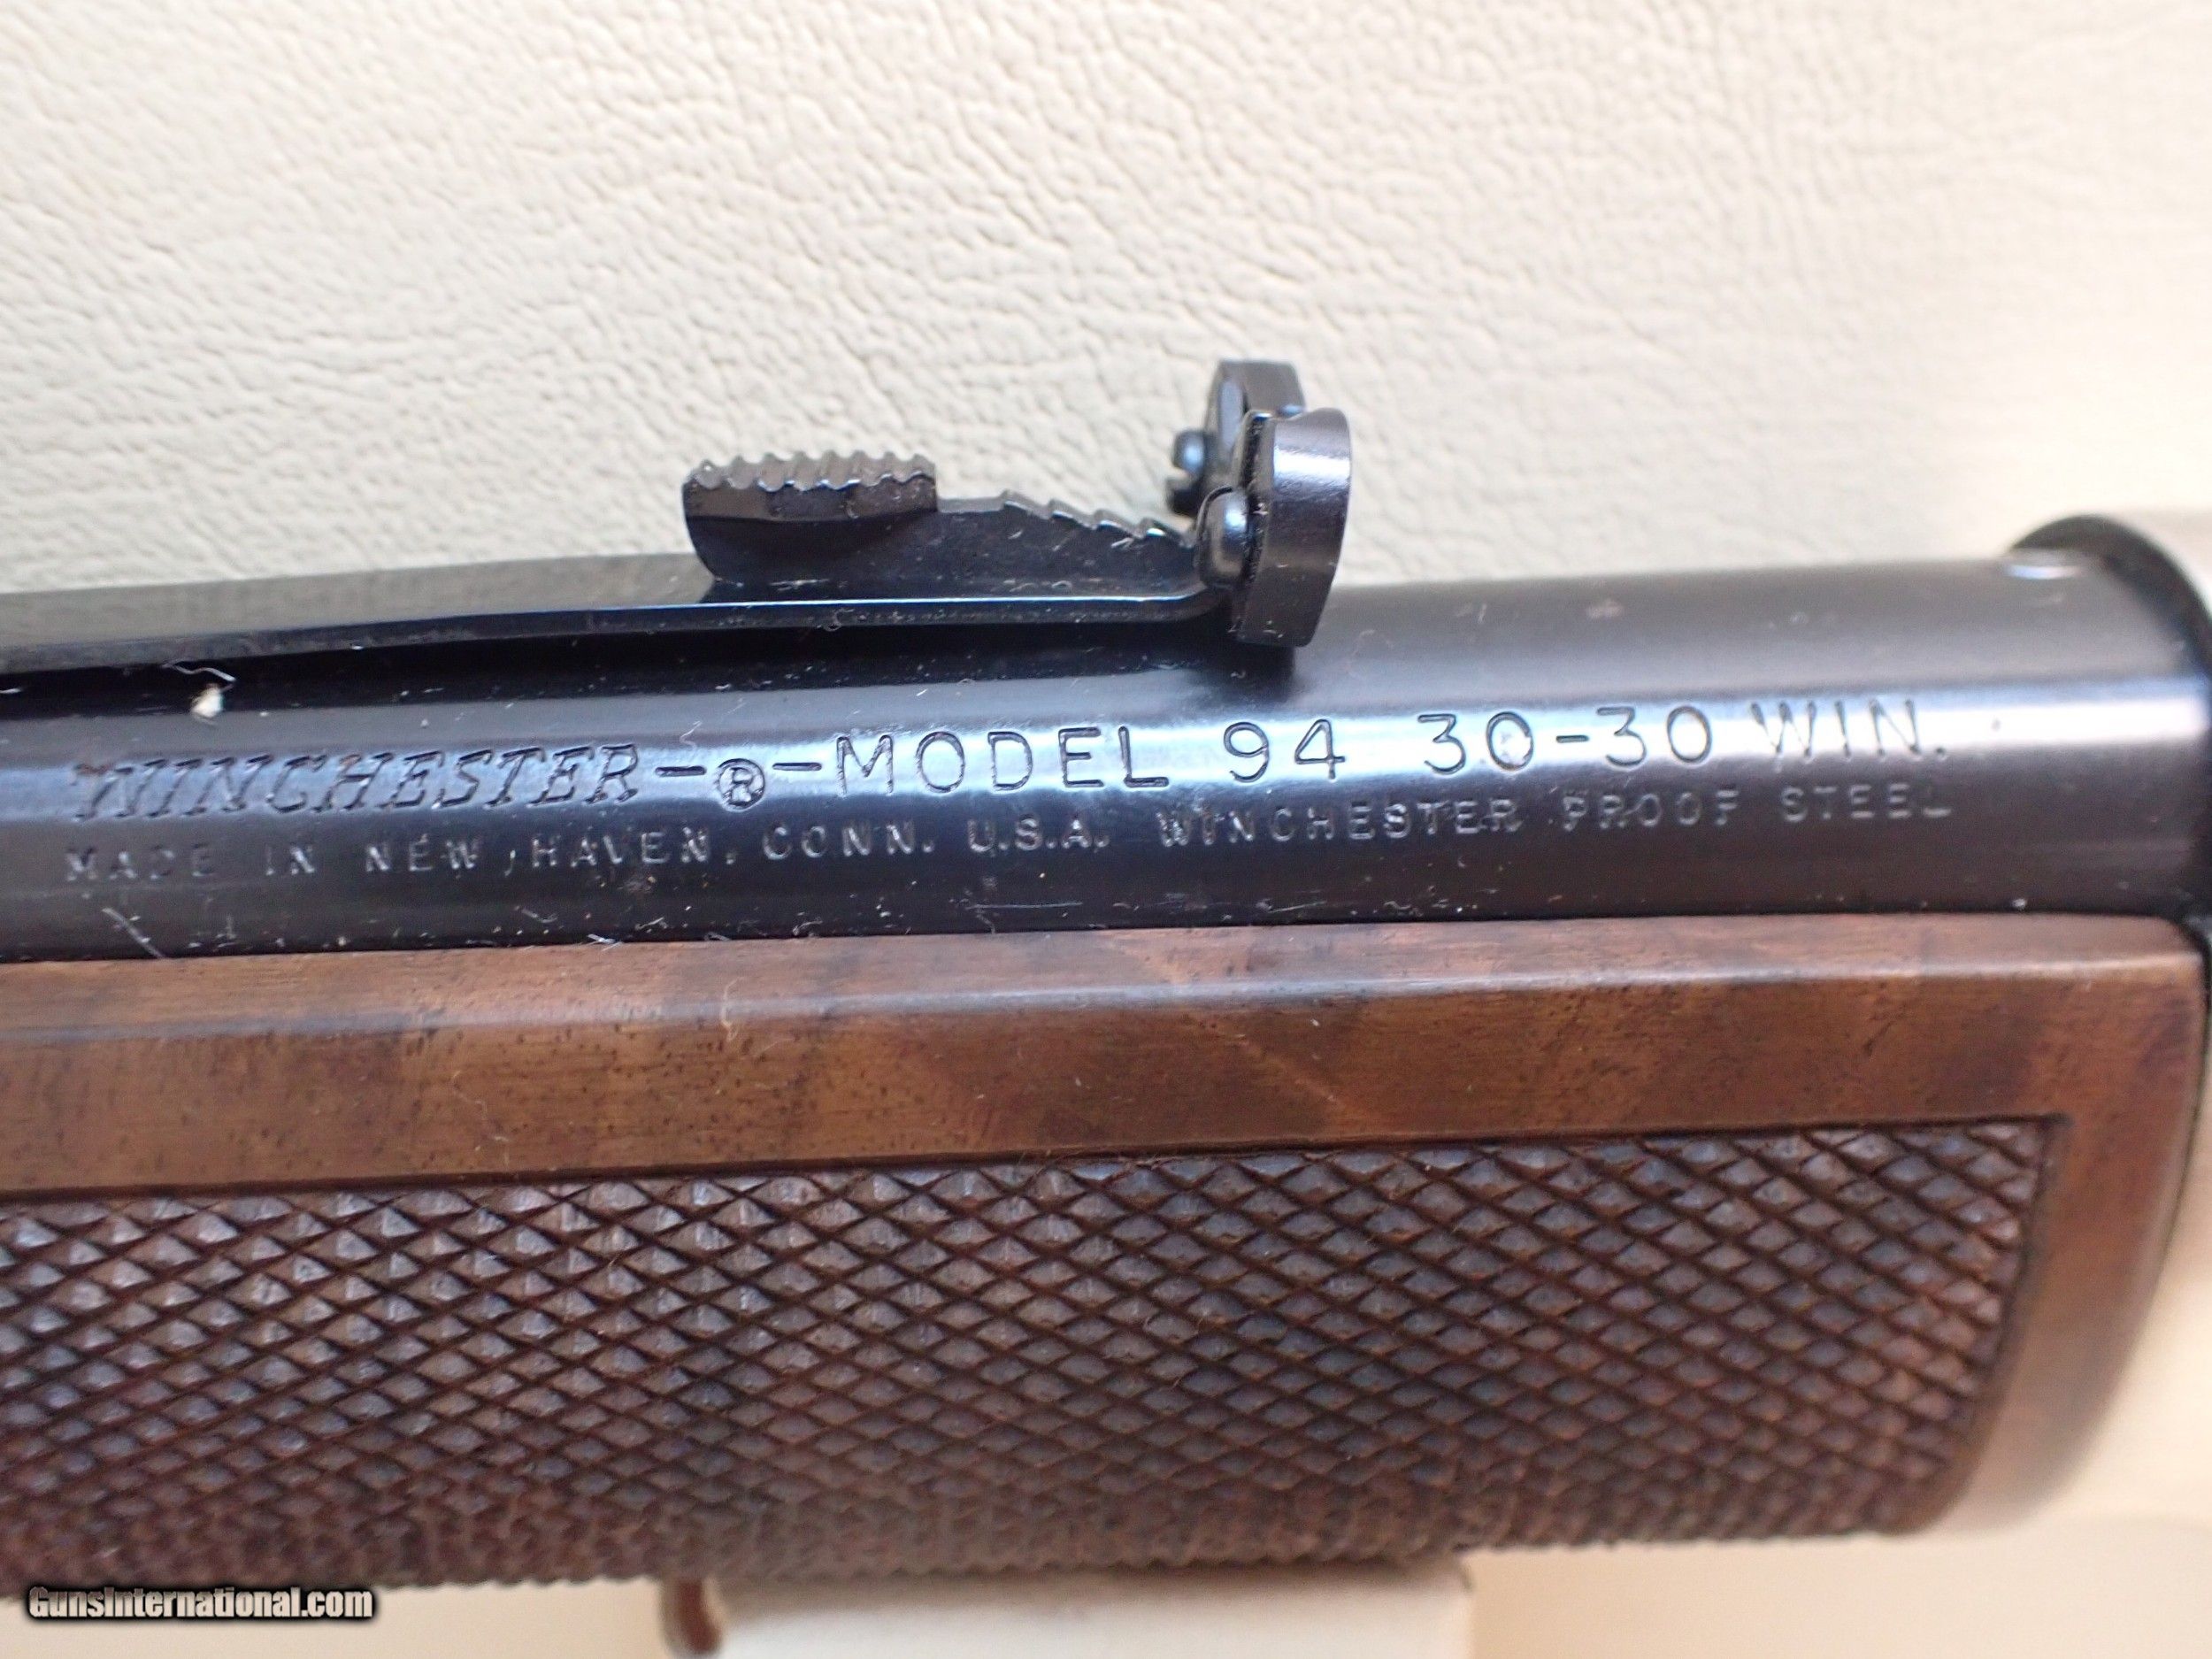 WINCHESTER-®-MODEL 94 30-30 WIN.
MADE IN NEW HAVEN, CONN. U.S.A. WINCHESTER PROOF STEEL
GunsInternational.com